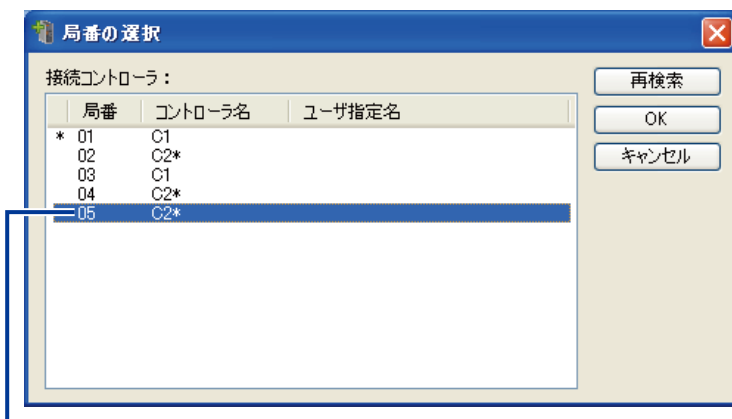 局番の選択
接続コントローラ：
再検索
OK
キャンセル
局番 コントローラ名 ユーザ指定名
* 01 C1
02 C2*
03 C1
04 C2*
05 C2*